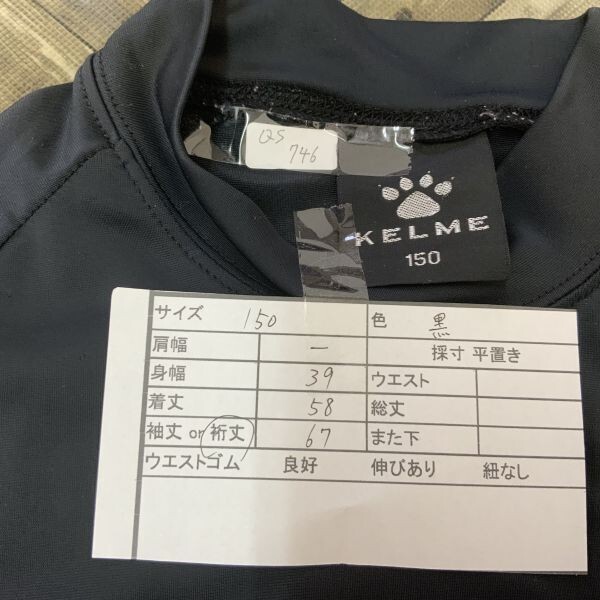 QS
746
KELME
150
サイズ 150 色 黒
肩幅 ー 採寸 平置き
身幅 39 ウエスト
着丈 58 総丈
袖丈 or 裄丈 67 また下
ウエストゴム 良好 伸びあり 紐なし